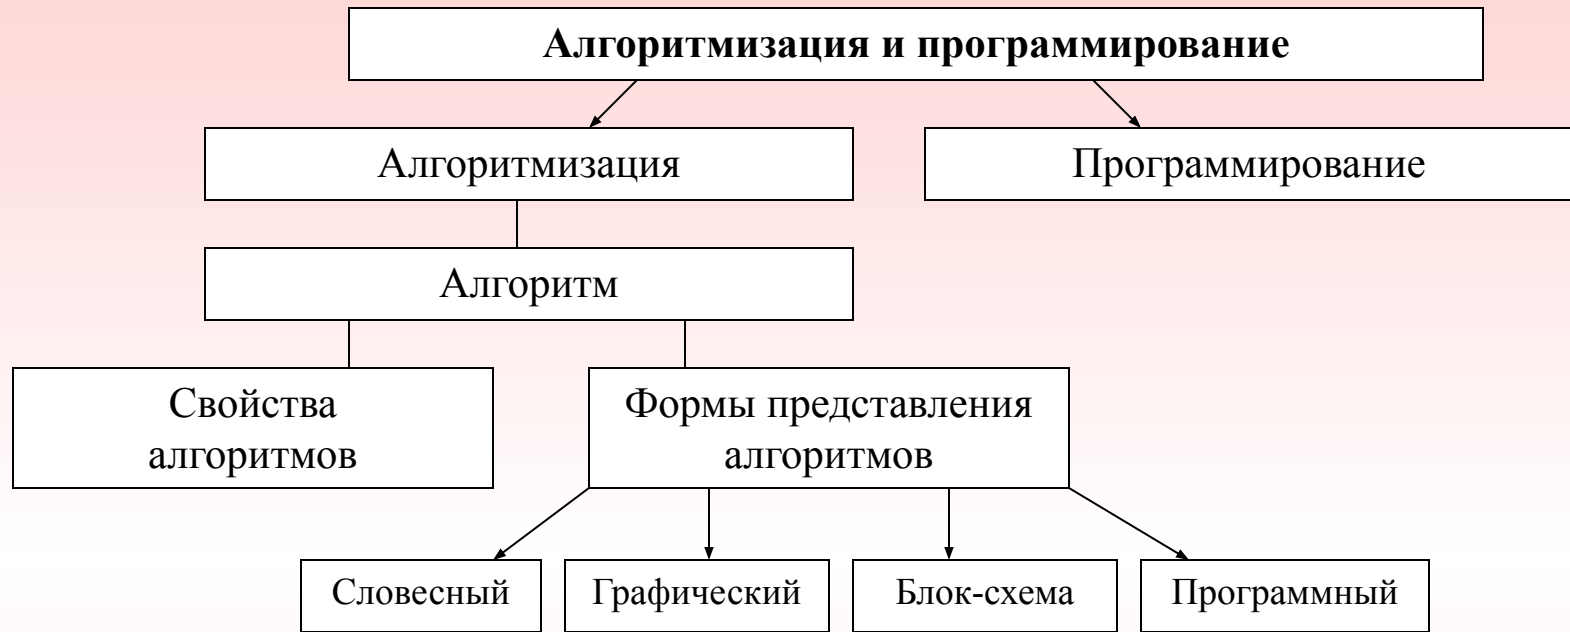 Алгоритмизация и программирование
Алгоритмизация
Программирование
Алгоритм
Свойства
алгоритмов
Формы представления
алгоритмов
Словесный
Графический
Блок-схема
Программный